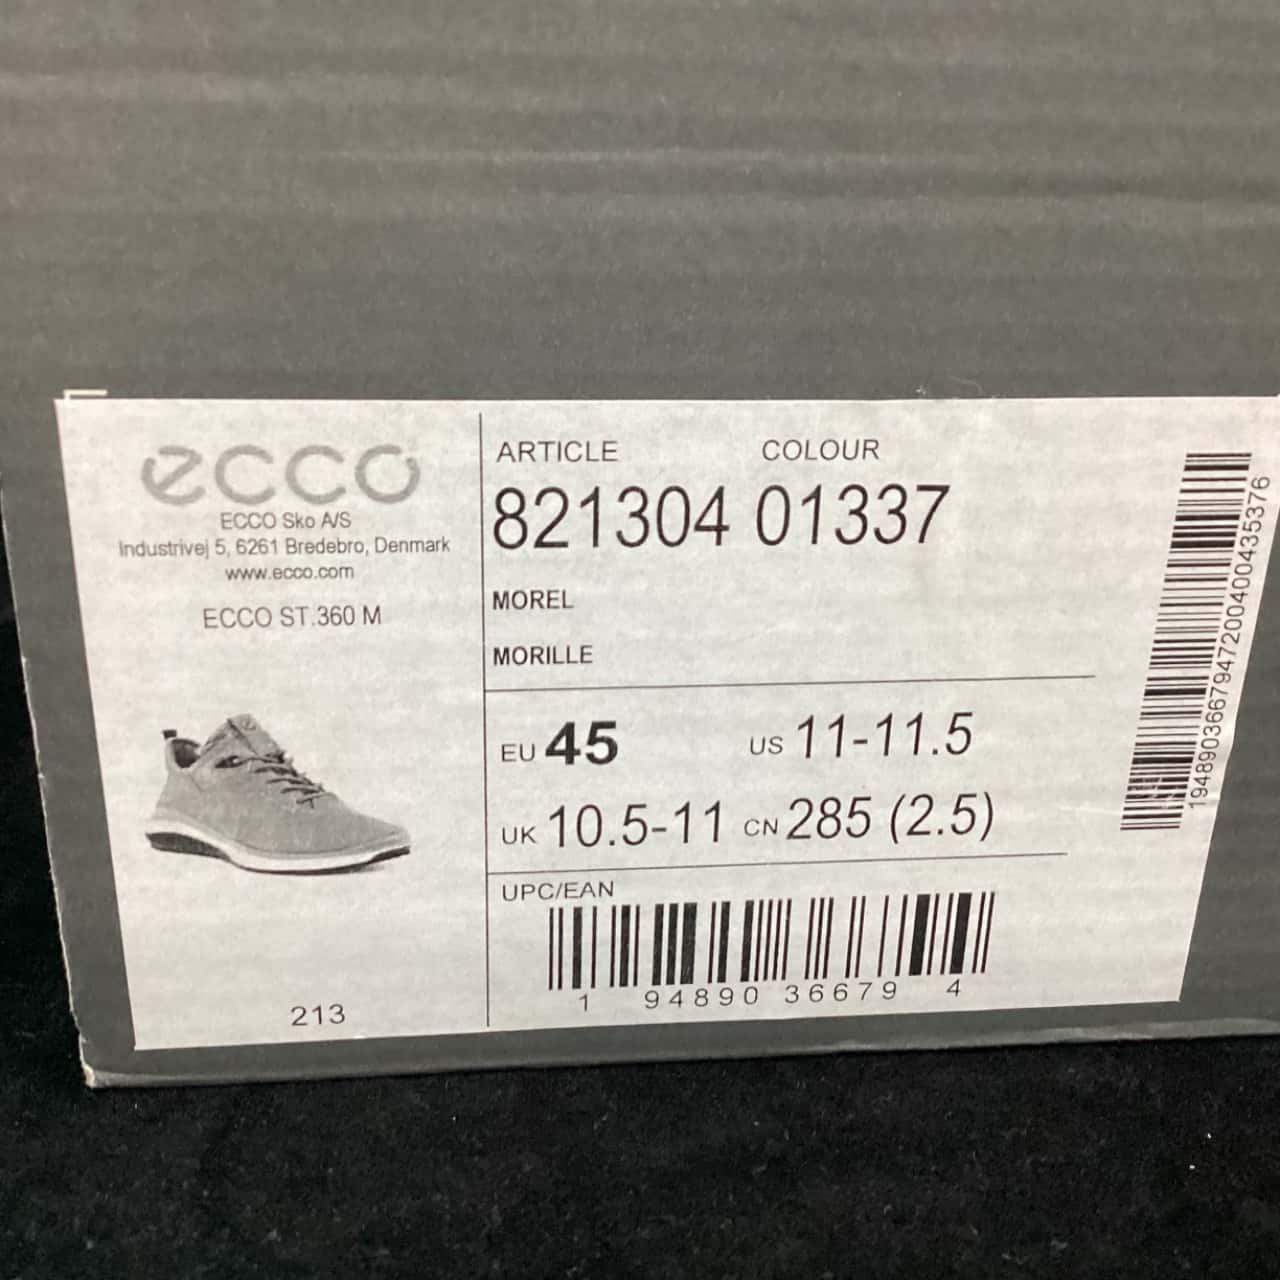 ecco
ECCO Sko A/S
Industrivej 5, 6261 Bredebro, Denmark
www.ecco.com
ECCO ST.360 M
213
ARTICLE COLOUR
821304 01337
MOREL
MORILLE
EU 45 US 11-11.5
UK 10.5-11 CN 285 (2.5)
UPC/EAN
1 94890 36679 4
194890366794720040043​5376